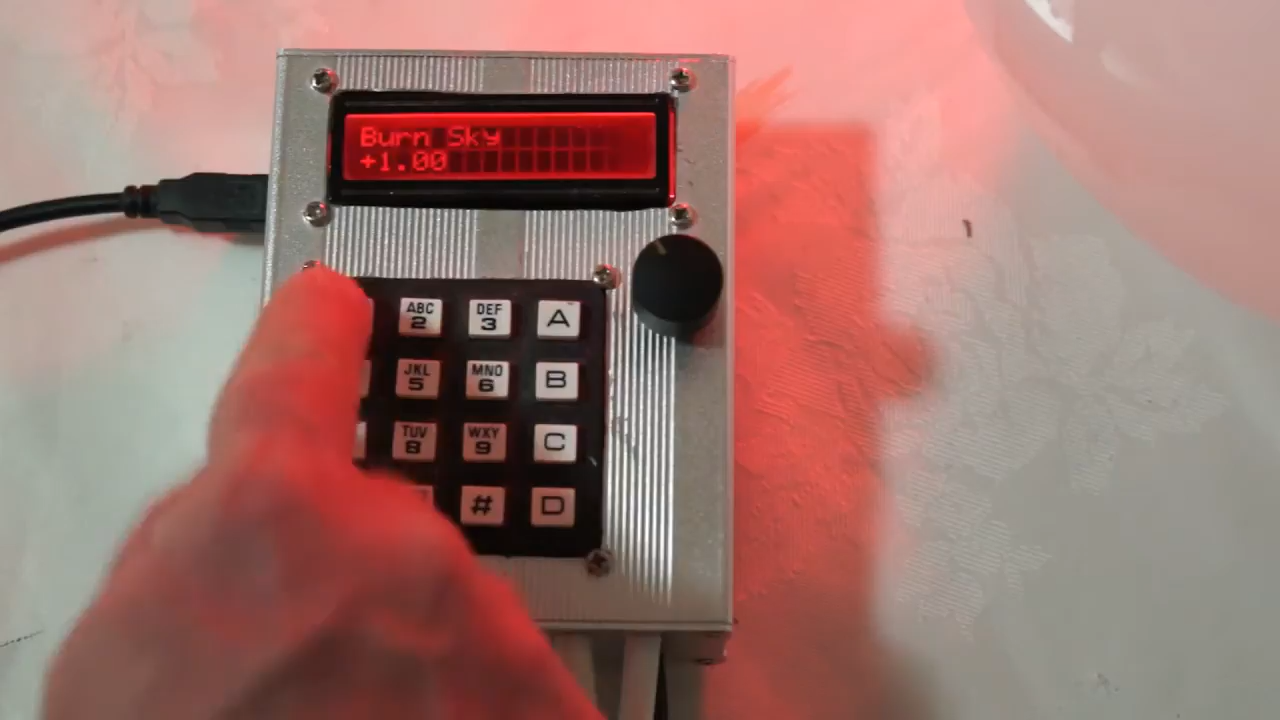 Burn Sky
+1.00
ABC DEF
2 3 A
JKL MNO
5 6 B
TUV WXY
8 9 C
# D